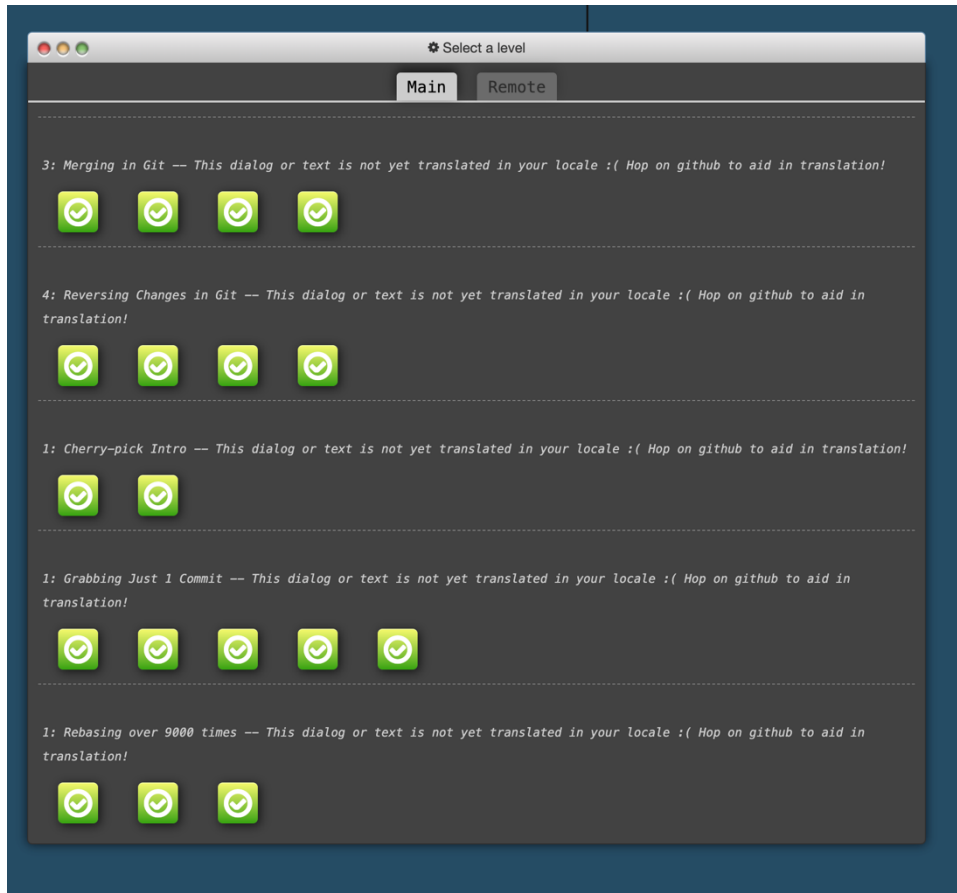 Select a level
Main Remote
3: Merging in Git -- This dialog or text is not yet translated in your locale :( Hop on github to aid in translation!
4: Reversing Changes in Git -- This dialog or text is not yet translated in your locale :( Hop on github to aid in
translation!
1: Cherry-pick Intro -- This dialog or text is not yet translated in your locale :( Hop on github to aid in translation!
1: Grabbing Just 1 Commit -- This dialog or text is not yet translated in your locale :( Hop on github to aid in
translation!
1: Rebasing over 9000 times -- This dialog or text is not yet translated in your locale :( Hop on github to aid in
translation!